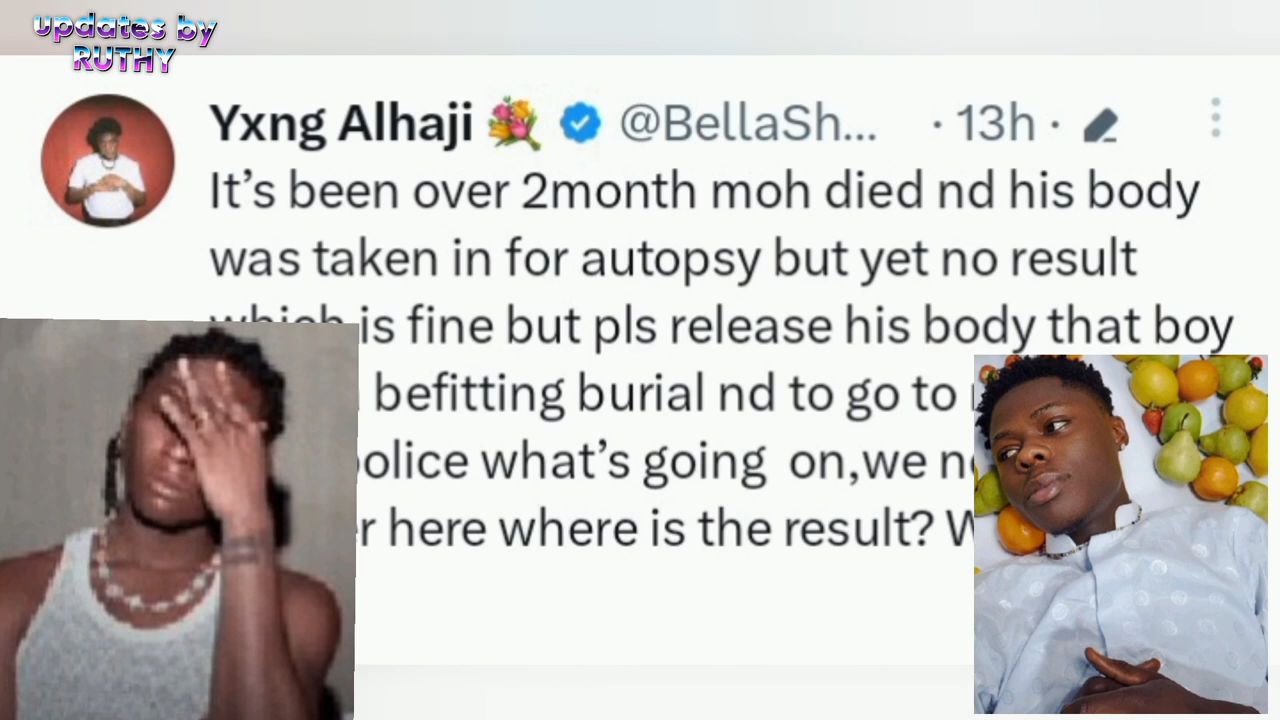 updates by
RUTHY
Yxng Alhaji 💐 @BellaSh... · 13h ·
It's been over 2month moh died nd his body
was taken in for autopsy but yet no result
which is fine but pls release his body that boy
befitting burial nd to go to
police what's going on,we
here where is the result?